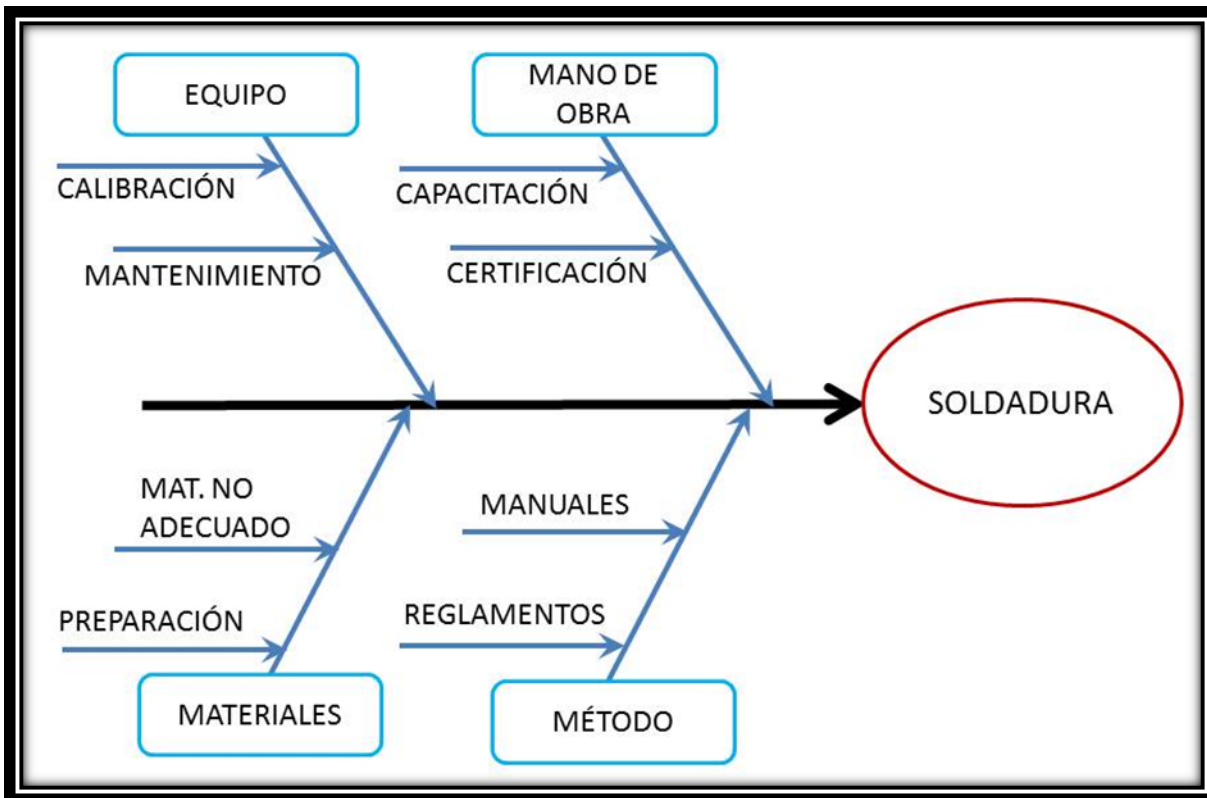 EQUIPO
MANO DE
OBRA
CALIBRACIÓN
CAPACITACIÓN
MANTENIMIENTO
CERTIFICACIÓN
SOLDADURA
MAT. NO
ADECUADO
MANUALES
PREPARACIÓN
REGLAMENTOS
MATERIALES
MÉTODO